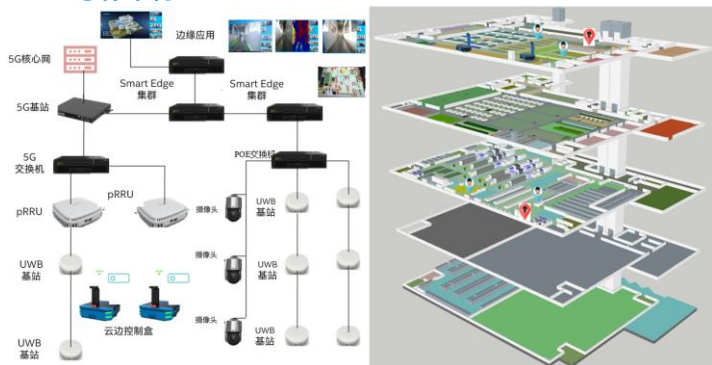 边缘应用
5G核心网
Smart Edge
集群
Smart Edge
集群
5G基站
5G
交换机
POE交换机
pRRU
pRRU
摄像头
UWB
基站
UWB
基站
摄像头
UWB
基站
云边控制盒
摄像头
UWB
基站
UWB
基站